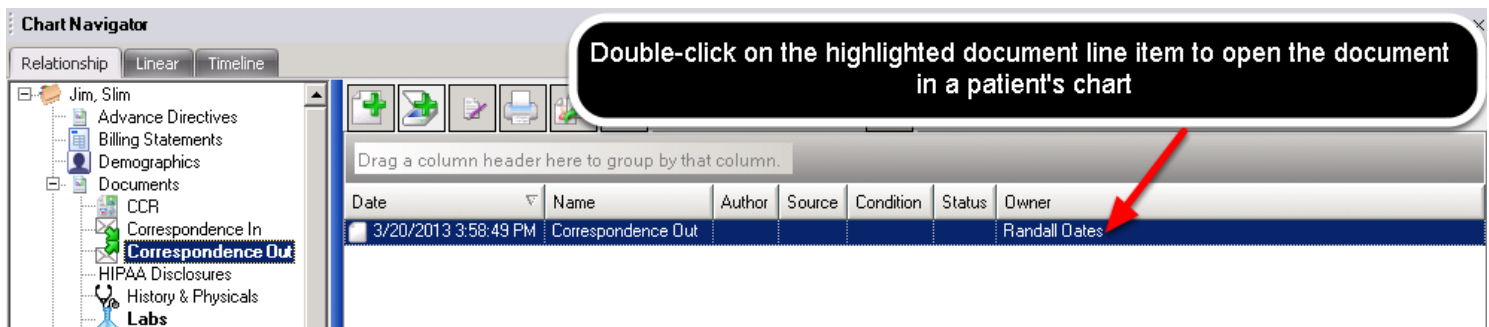 Chart Navigator
Double-click on the highlighted document line item to open the document
in a patient's chart
Relationship Linear Timeline
Jim, Slim
Advance Directives
Billing Statements
Demographics
Documents
CCR
Correspondence In
Correspondence Out
HIPAA Disclosures
History & Physicals
Labs
Drag a column header here to group by that column.
Date Name Author Source Condition Status Owner
3/20/2013 3:58:49 PM Correspondence Out Randall Oates